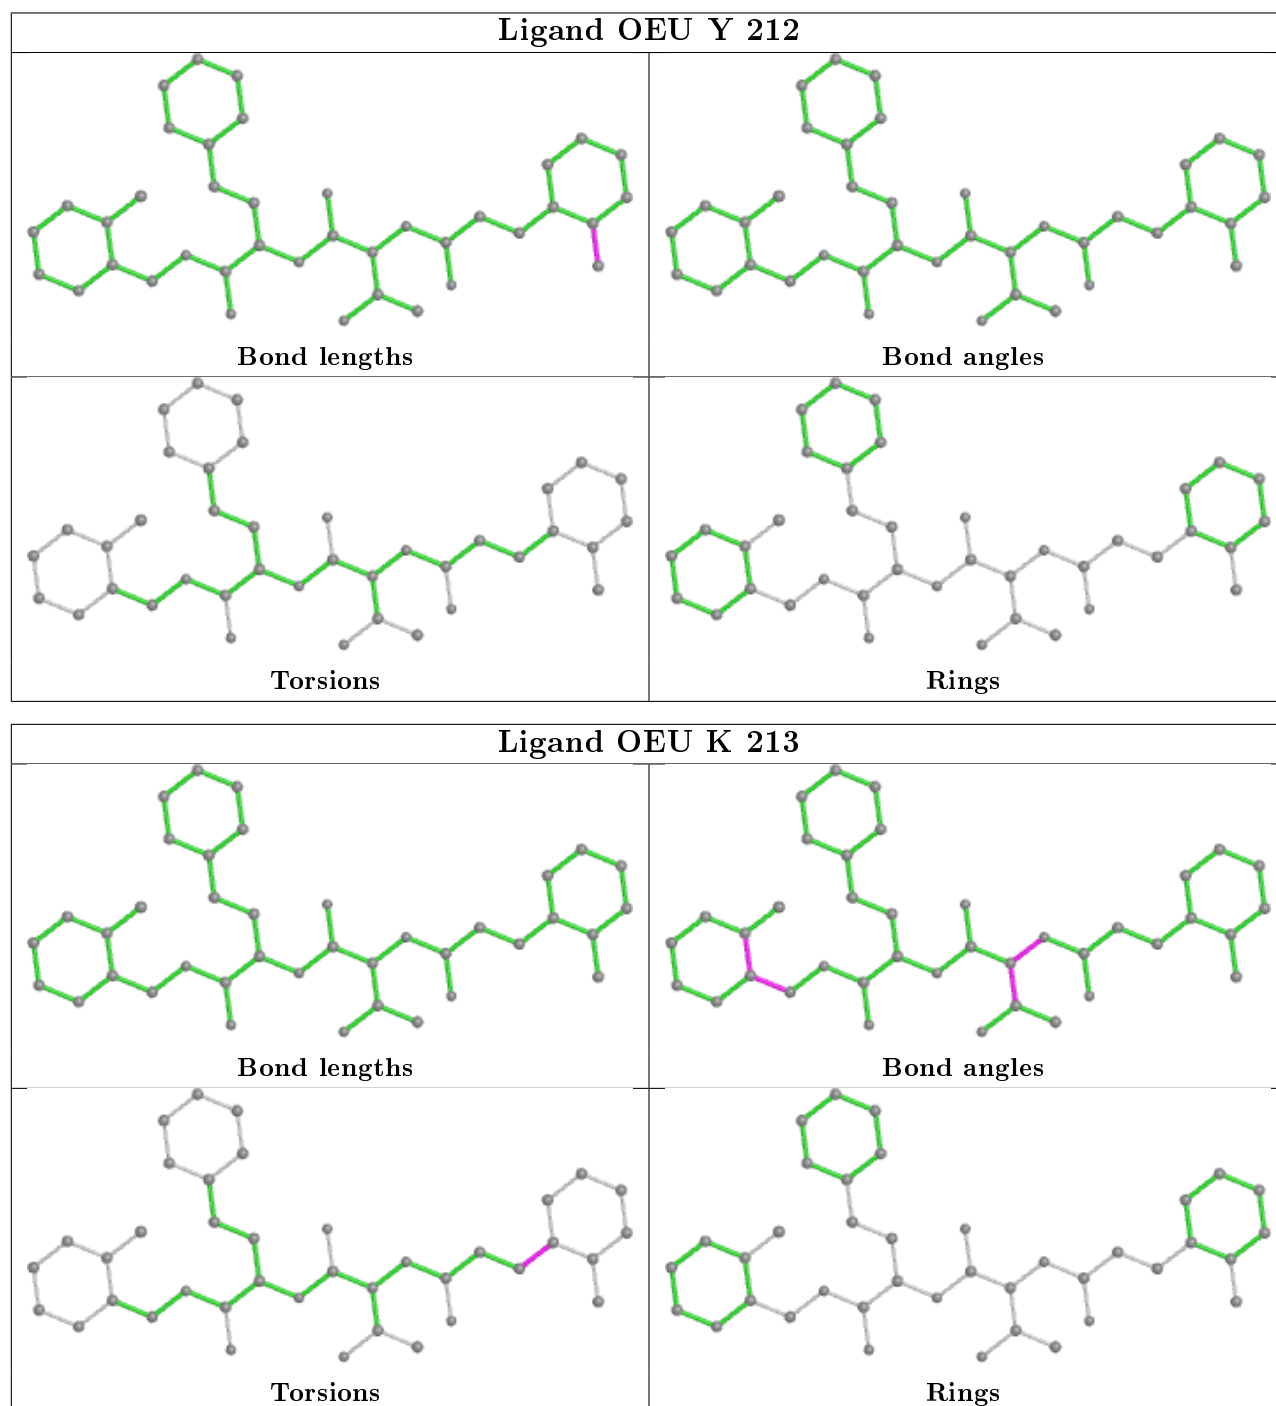 Ligand OEU Y 212
Bond lengths
Bond angles
Torsions
Rings
Ligand OEU K 213
Bond lengths
Bond angles
Torsions
Rings